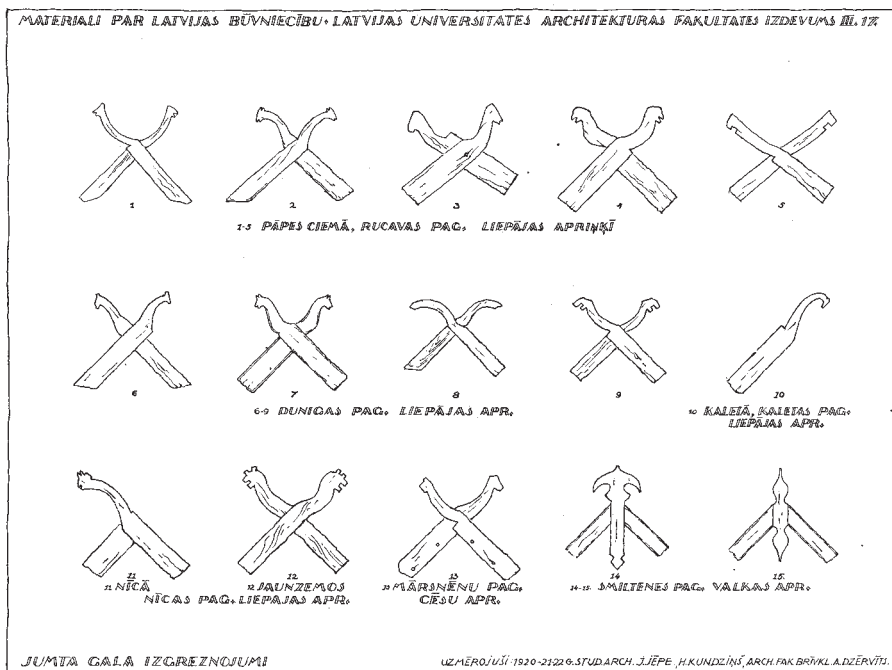 MATERIALI PAR LATVIJAS BŪVNIECĪBU. LATVIJAS UNIVERSITATES ARCHITEKTURAS FAKULTATES IZDEVUMS III. 17.
1 2 3 4 5
1-5 PĀPES CIEMĀ, RUCAVAS PAG. LIEPĀJAS APRIŅĶĪ
6 7 8 9 10
6-9 DUNIGAS PAG. LIEPĀJAS APR.
10 KALETĀ, KALETAS PAG.
LIEPĀJAS APR.
11 12 13 14 15.
11 NĪCĀ
NĪCAS PAG. LIEPAJAS APR.
12 JAUNZEMOS
13 MĀRSNĒNU PAG.
CĒSU APR.
14-15. SMILTENES PAG. VALKAS APR.
JUMTA GALA IZGREZNOJUMI
UZMĒROJUŠI 1920-21-22 G. STUD. ARCH. J. JĒPE, H. KUNDZIŅŠ, ARCH. FAK. BRĪVKL. A. DZĒRVĪTIS.